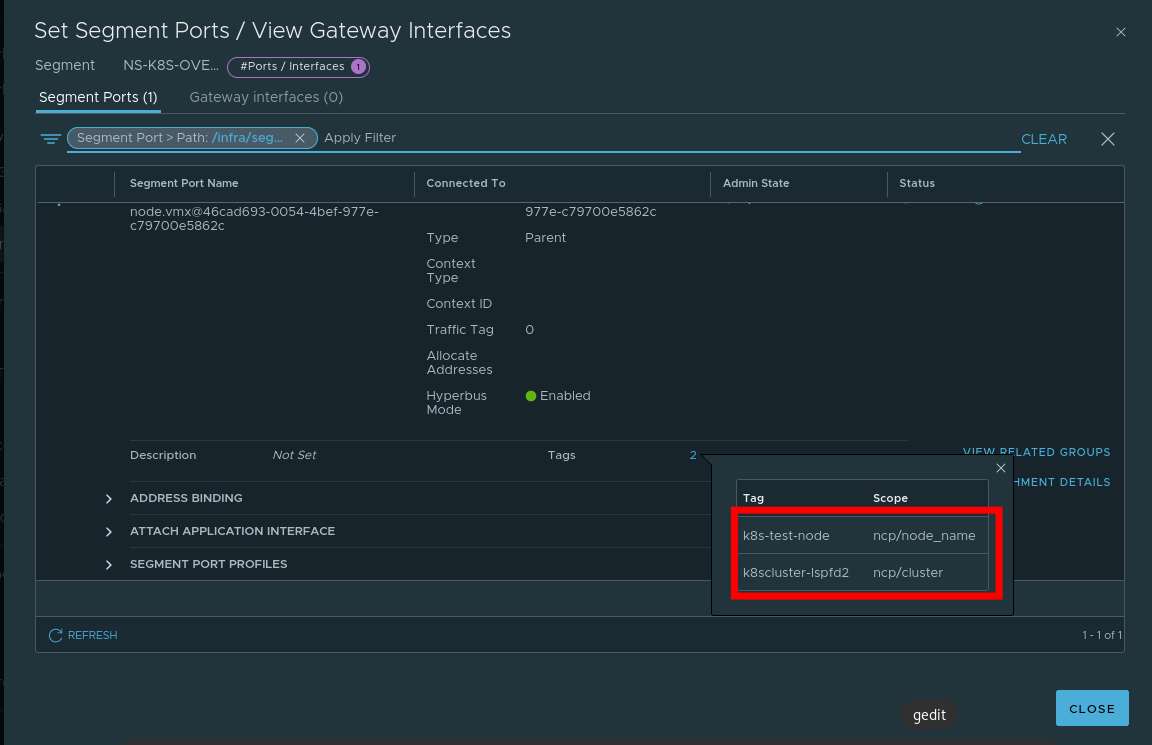 Set Segment Ports / View Gateway Interfaces
Segment NS-K8S-OVE... #Ports / Interfaces 1
Segment Ports (1) Gateway interfaces (0)
Segment Port > Path: /infra/seg... Apply Filter CLEAR
Segment Port Name Connected To Admin State Status
node.vmx@46cad693-0054-4bef-977e- 977e-c79700e5862c
c79700e5862c
Type Parent
Context
Type
Context ID
Traffic Tag 0
Allocate
Addresses
Hyperbus Enabled
Mode
Description Not Set Tags 2 VIEW RELATED GROUPS
HMENT DETAILS
Tag Scope
k8s-test-node ncp/node_name
k8scluster-lspfd2 ncp/cluster
ADDRESS BINDING
ATTACH APPLICATION INTERFACE
SEGMENT PORT PROFILES
REFRESH 1 - 1 of 1
gedit
CLOSE